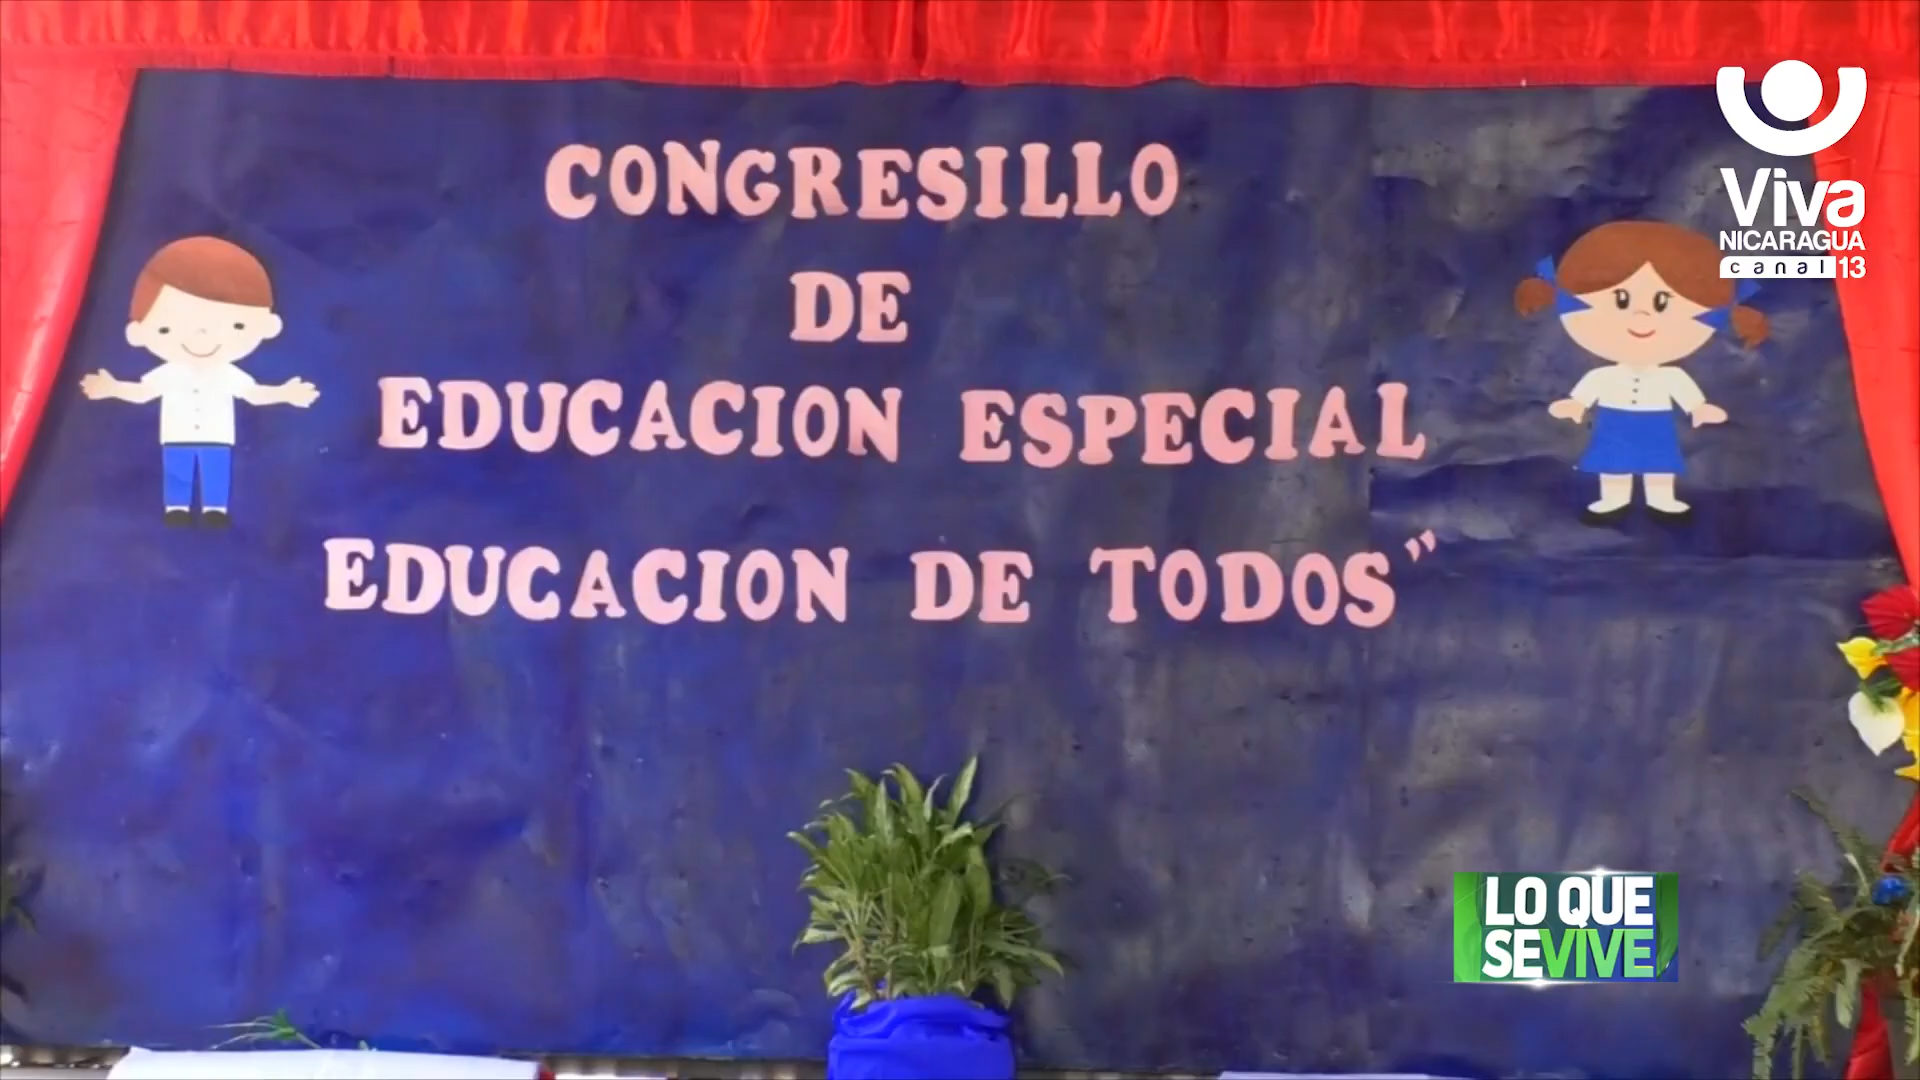 CONGRESILLO
DE
EDUCACION ESPECIAL
EDUCACION DE TODOS”
Viva
NICARAGUA
canal 13
LO QUE
SEVIVE